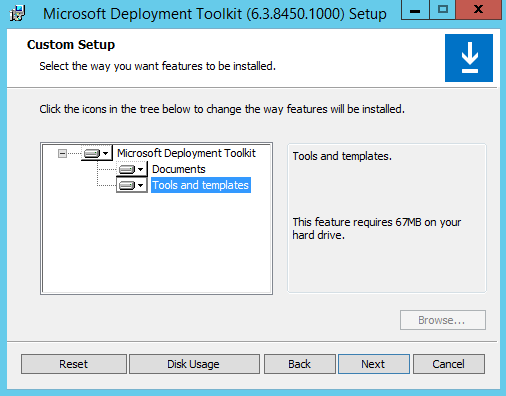 Microsoft Deployment Toolkit (6.3.8450.1000) Setup
Custom Setup
Select the way you want features to be installed.
Click the icons in the tree below to change the way features will be installed.
Microsoft Deployment Toolkit
Documents
Tools and templates
Tools and templates.
This feature requires 67MB on your
hard drive.
Browse...
Reset
Disk Usage
Back
Next
Cancel